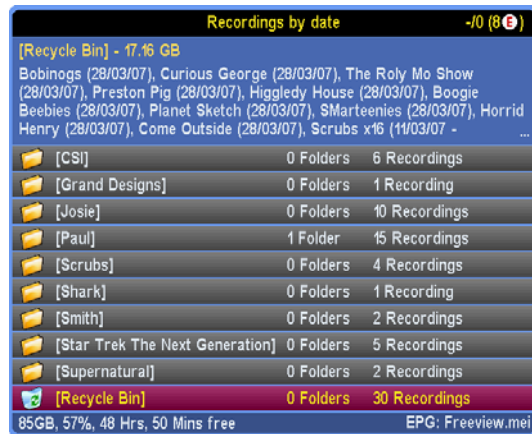 Recordings by date -/0 (8E)
[Recycle Bin] - 17.16 GB
Bobinogs (28/03/07), Curious George (28/03/07), The Roly Mo Show
(28/03/07), Preston Pig (28/03/07), Higgledy House (28/03/07), Boogie
Beebies (28/03/07), Planet Sketch (28/03/07), SMarteenies (28/03/07), Horrid
Henry (28/03/07), Come Outside (28/03/07), Scrubs x16 (11/03/07 -
...
[CSI] 0 Folders 6 Recordings
[Grand Designs] 0 Folders 1 Recording
[Josie] 0 Folders 10 Recordings
[Paul] 1 Folder 15 Recordings
[Scrubs] 0 Folders 4 Recordings
[Shark] 0 Folders 1 Recording
[Smith] 0 Folders 2 Recordings
[Star Trek The Next Generation] 0 Folders 5 Recordings
[Supernatural] 0 Folders 2 Recordings
[Recycle Bin] 0 Folders 30 Recordings
85GB, 57%, 48 Hrs, 50 Mins free EPG: Freeview.mei